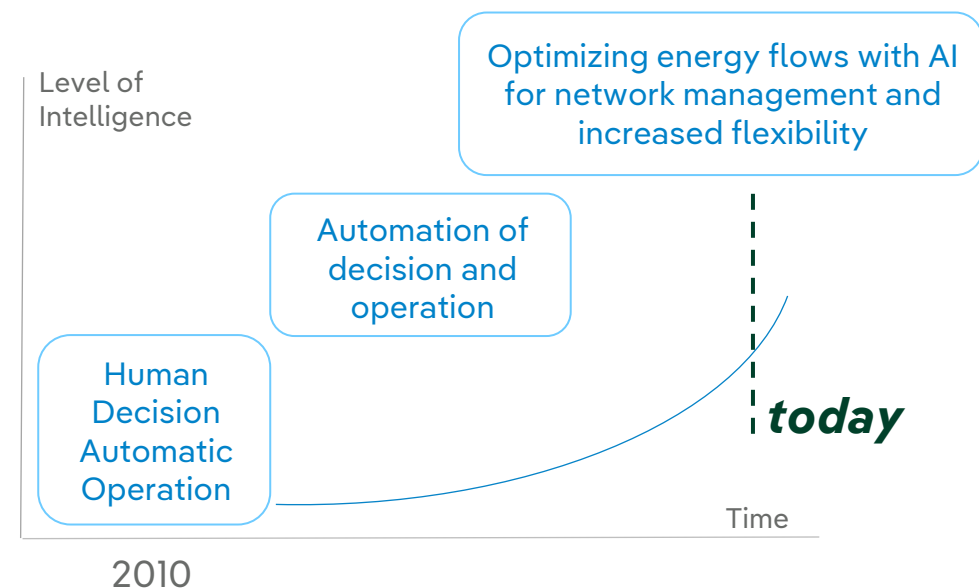 Level of
Intelligence
Optimizing energy flows with AI
for network management and
increased flexibility
Automation of
decision and
operation
Human
Decision
Automatic
Operation
today
Time
2010